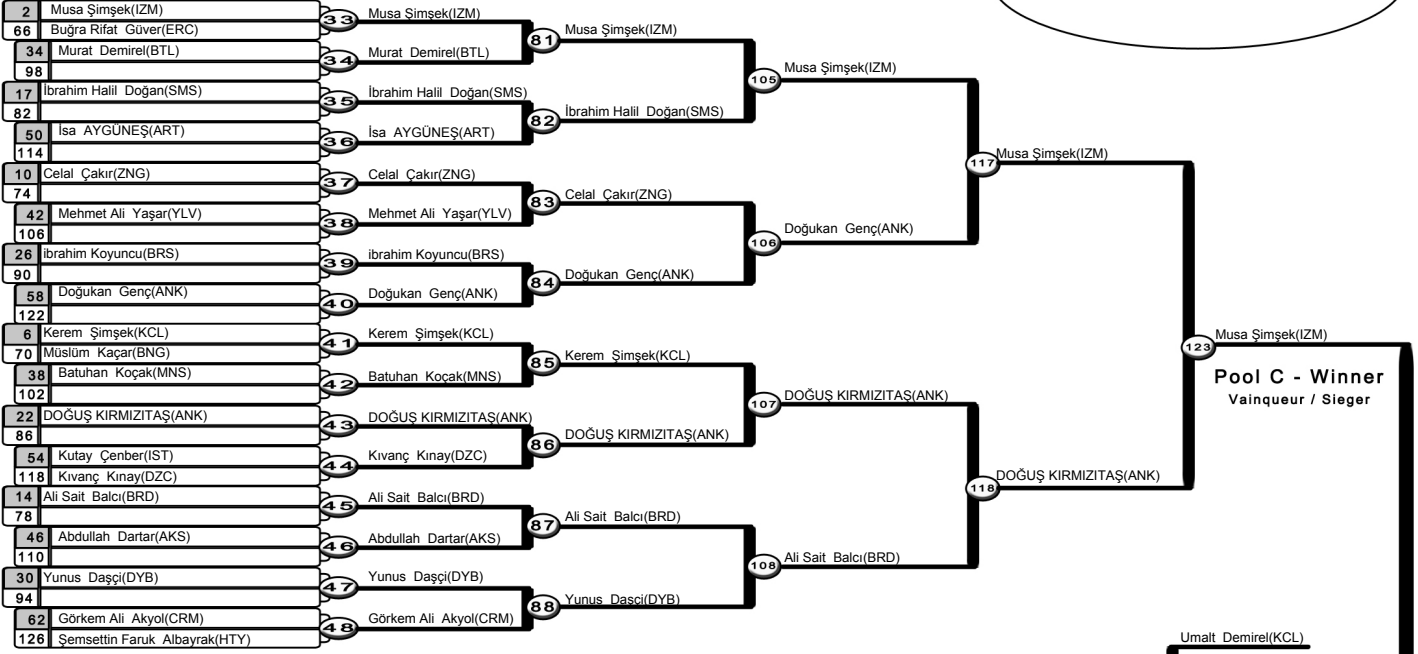 2 Musa Şimşek(IZM)
66 Buğra Rifat Güver(ERC)
34 Murat Demirel(BTL)
98
17 İbrahim Halil Doğan(SMS)
82
50 İsa AYGÜNEŞ(ART)
114
10 Celal Çakır(ZNG)
74
42 Mehmet Ali Yaşar(YLV)
106
26 ibrahim Koyuncu(BRS)
90
58 Doğukan Genç(ANK)
122
6 Kerem Şimşek(KCL)
70 Müslüm Kaçar(BNG)
38 Batuhan Koçak(MNS)
102
22 DOĞUŞ KIRMIZITAŞ(ANK)
86
54 Kutay Çenber(IST)
118 Kıvanç Kınay(DZC)
14 Ali Sait Balcı(BRD)
78
46 Abdullah Dartar(AKS)
110
30 Yunus Daşçi(DYB)
94
62 Görkem Ali Akyol(CRM)
126 Şemsettin Faruk Albayrak(HTY)
33 Musa Şimşek(IZM)
34 Murat Demirel(BTL)
35 İbrahim Halil Doğan(SMS)
36 İsa AYGÜNEŞ(ART)
37 Celal Çakır(ZNG)
38 Mehmet Ali Yaşar(YLV)
39 ibrahim Koyuncu(BRS)
40 Doğukan Genç(ANK)
41 Kerem Şimşek(KCL)
42 Batuhan Koçak(MNS)
43 DOĞUŞ KIRMIZITAŞ(ANK)
44 Kıvanç Kınay(DZC)
45 Ali Sait Balcı(BRD)
46 Abdullah Dartar(AKS)
47 Yunus Daşçi(DYB)
48 Görkem Ali Akyol(CRM)
81 Musa Şimşek(IZM)
82 İbrahim Halil Doğan(SMS)
83 Celal Çakır(ZNG)
84 Doğukan Genç(ANK)
85 Kerem Şimşek(KCL)
86 DOĞUŞ KIRMIZITAŞ(ANK)
87 Ali Sait Balcı(BRD)
88 Yunus Daşçi(DYB)
105 Musa Şimşek(IZM)
106 Doğukan Genç(ANK)
107 DOĞUŞ KIRMIZITAŞ(ANK)
108 Ali Sait Balcı(BRD)
117 Musa Şimşek(IZM)
118 DOĞUŞ KIRMIZITAŞ(ANK)
123 Musa Şimşek(IZM)
Pool C - Winner
Vainqueur / Sieger
Umalt Demirel(KCL)